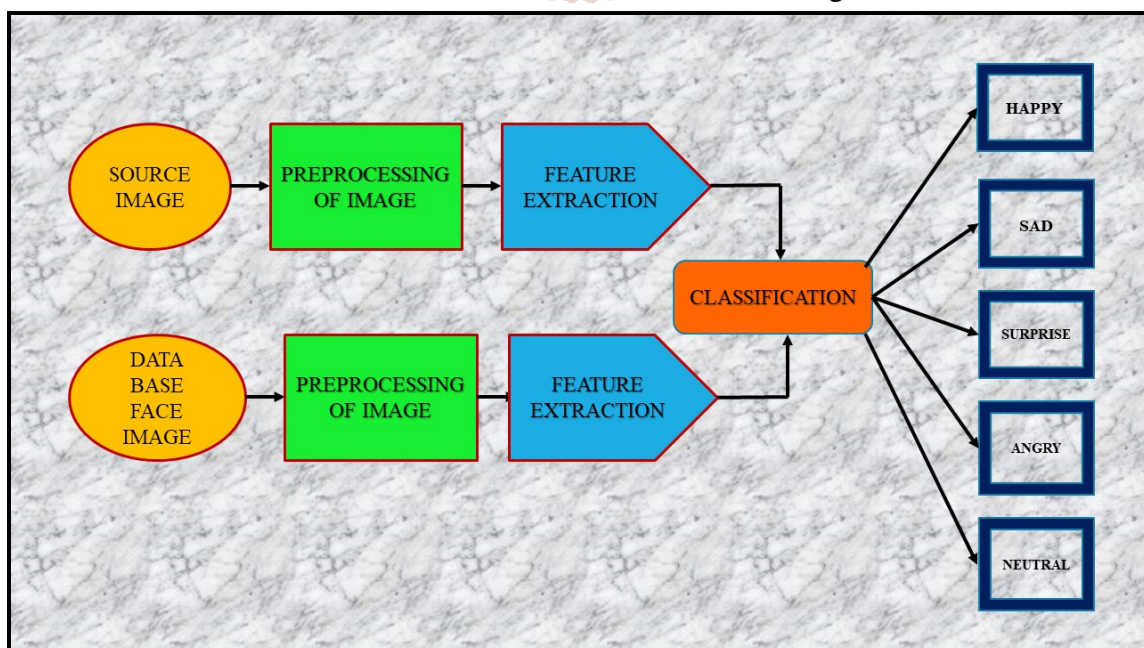 SOURCE
IMAGE
PREPROCESSING
OF IMAGE
FEATURE
EXTRACTION
DATA
BASE
FACE
IMAGE
PREPROCESSING
OF IMAGE
FEATURE
EXTRACTION
CLASSIFICATION
HAPPY
SAD
SURPRISE
ANGRY
NEUTRAL